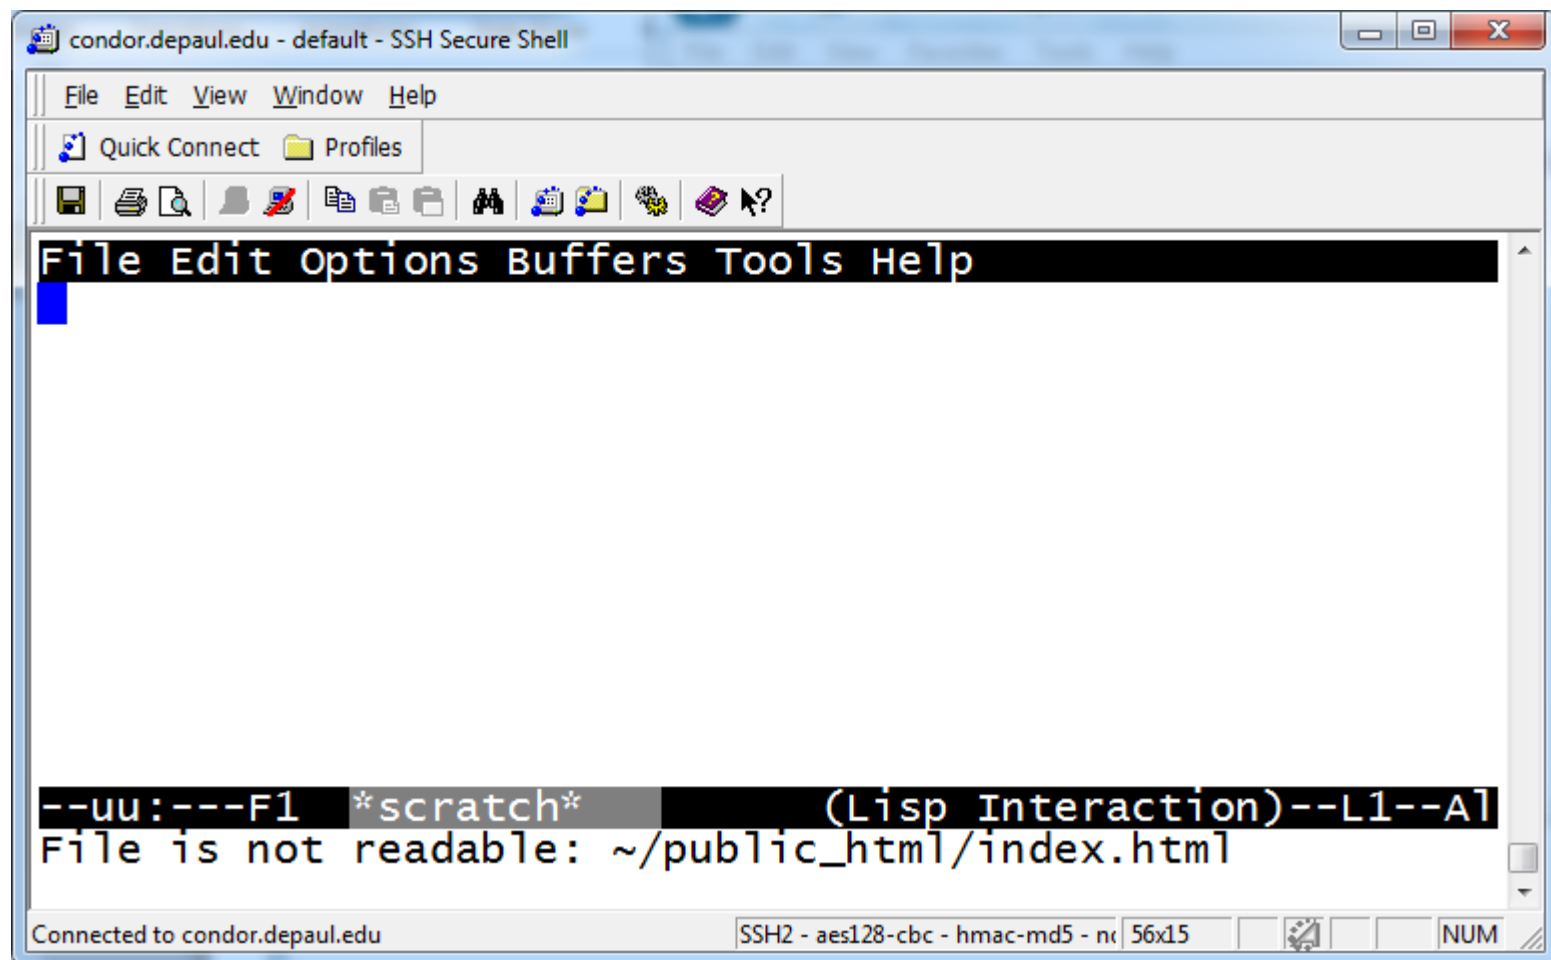 condor.depaul.edu - default - SSH Secure Shell
File Edit View Window Help
Quick Connect Profiles
File Edit Options Buffers Tools Help
--uu:---F1 *scratch* (Lisp Interaction)--L1--Al
File is not readable: ~/public_html/index.html
Connected to condor.depaul.edu SSH2 - aes128-cbc - hmac-md5 - 56x15 NUM